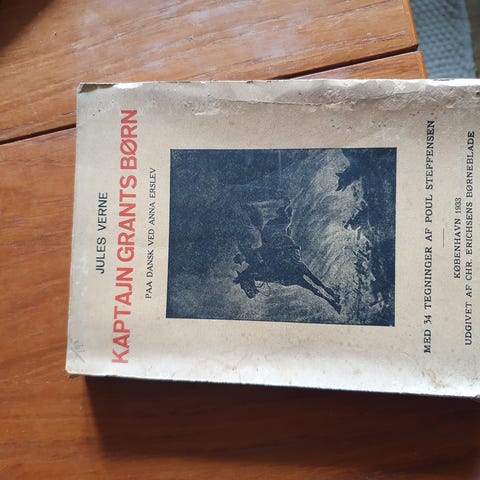 JULES VERNE
KAPTAJN GRANTS BØRN
PAA DANSK VED ANNA ERSLEV
MED 34 TEGNINGER AF POUL STEFFENSEN
KØBENHAVN 1933
UDGIVET AF CHR. ERICHSENS BØRNEBLADE